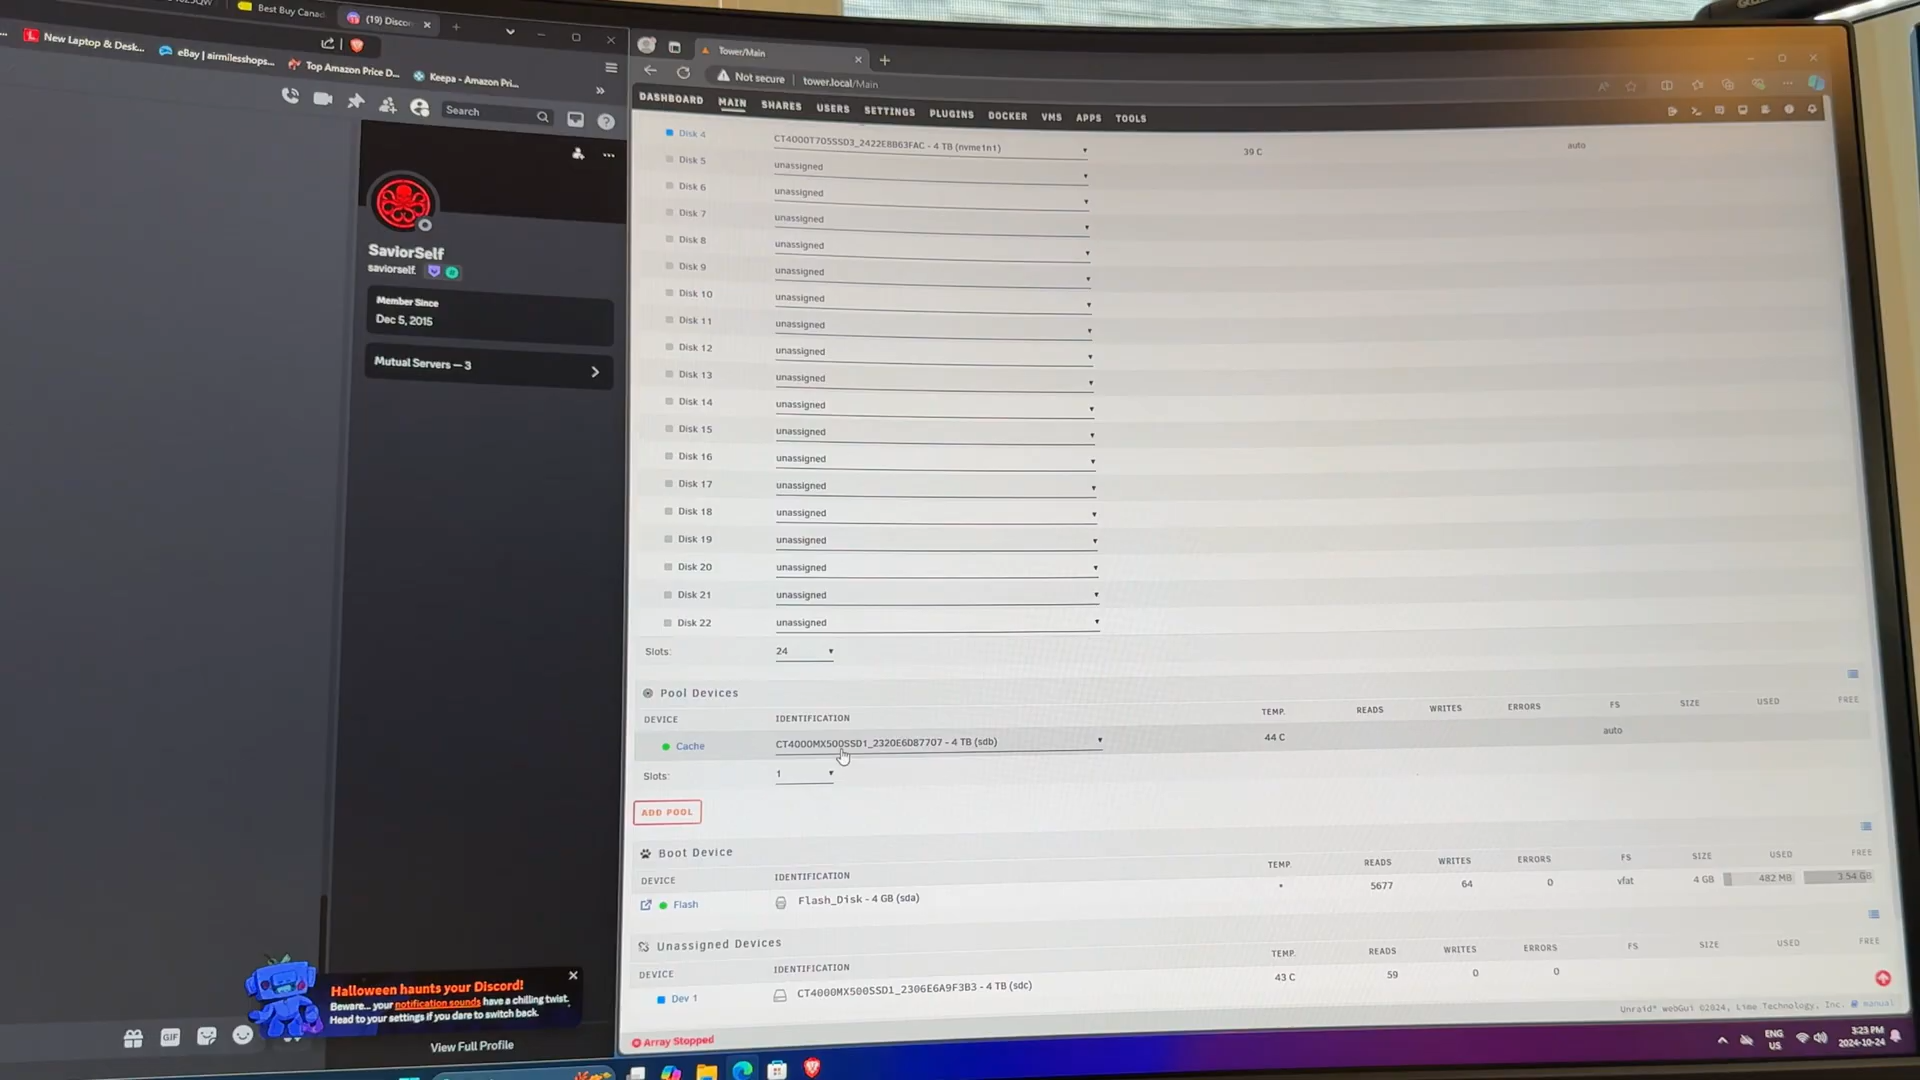 Best Buy Canad
(19) Discor
New Laptop & Desk...
eBay | airmilesshops...
Top Amazon Price D...
Keepa - Amazon Pri...
Search
SaviorSelf
saviorself.
Member Since
Dec 5, 2015
Mutual Servers — 3
Halloween haunts your Discord!
Beware... your notification sounds have a chilling twist.
Head to your settings if you dare to switch back.
GIF
View Full Profile
Tower/Main
Not secure
tower.local/Main
DASHBOARD MAIN SHARES USERS SETTINGS PLUGINS DOCKER VMS APPS TOOLS
Disk 4 CT4000T705SSD3_2422E8B63FAC - 4 TB (nvme1n1) 39 C auto
Disk 5 unassigned
Disk 6 unassigned
Disk 7 unassigned
Disk 8 unassigned
Disk 9 unassigned
Disk 10 unassigned
Disk 11 unassigned
Disk 12 unassigned
Disk 13 unassigned
Disk 14 unassigned
Disk 15 unassigned
Disk 16 unassigned
Disk 17 unassigned
Disk 18 unassigned
Disk 19 unassigned
Disk 20 unassigned
Disk 21 unassigned
Disk 22 unassigned
Slots: 24
Pool Devices
DEVICE IDENTIFICATION TEMP. READS WRITES ERRORS FS SIZE USED FREE
Cache CT4000MX500SSD1_2320E6D87707 - 4 TB (sdb) 44 C auto
Slots: 1
ADD POOL
Boot Device
DEVICE IDENTIFICATION TEMP. READS WRITES ERRORS FS SIZE USED FREE
Flash Flash_Disk - 4 GB (sda) * 5677 64 0 vfat 4 GB 482 MB 3.54 GB
Unassigned Devices
DEVICE IDENTIFICATION TEMP. READS WRITES ERRORS FS SIZE USED FREE
Dev 1 CT4000MX500SSD1_2306E6A9F3B3 - 4 TB (sdc) 43 C 59 0 0
Array Stopped
Unraid® webGui ©2024, Lime Technology, Inc. manual
ENG
US
3:23 PM
2024-10-24